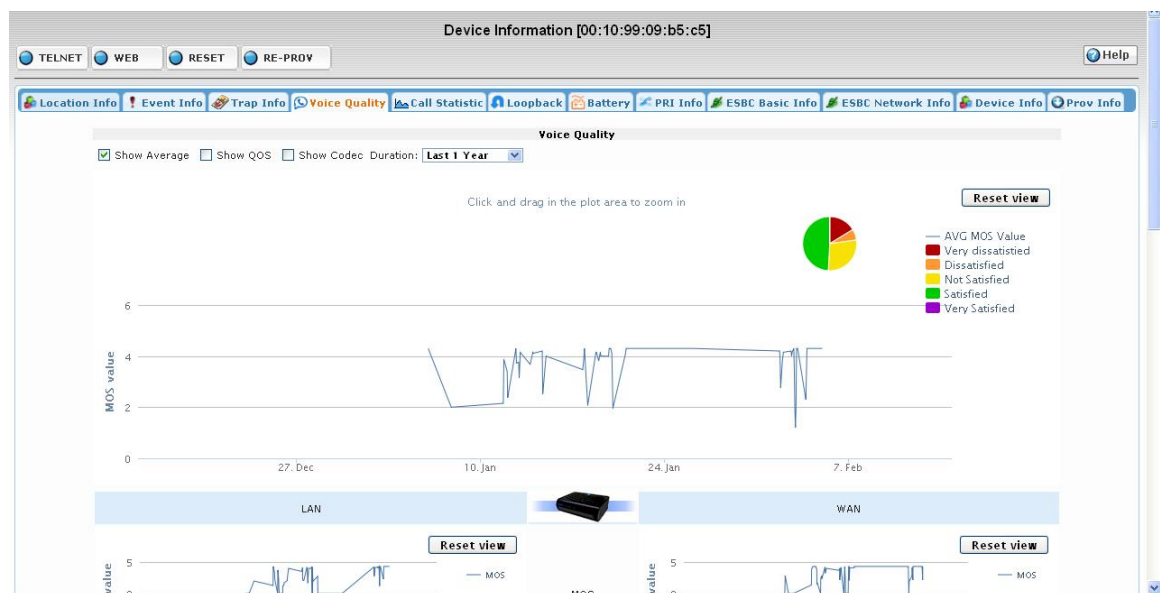 Device Information [00:10:99:09:b5:c5]
TELNET WEB RESET RE-PROV Help
Location Info Event Info Trap Info Voice Quality Call Statistic Loopback Battery PRI Info ESBC Basic Info ESBC Network Info Device Info Prov Info
Voice Quality
Show Average Show QOS Show Codec Duration: Last 1 Year
Click and drag in the plot area to zoom in
Reset view
AVG MOS Value
Very dissatistied
Dissatisfied
Not Satisfied
Satisfied
Very Satisfied
MOS value
6
4
2
0
27. Dec 10. Jan 24. Jan 7. Feb
LAN WAN
Reset view Reset view
5 MOS 5 MOS